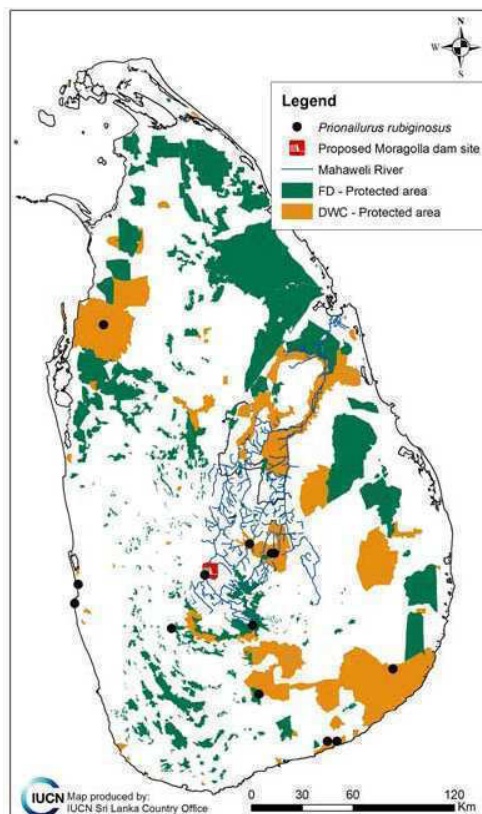 N
W E
S
Legend
Prionailurus rubiginosus
Proposed Moragolla dam site
Mahaweli River
FD - Protected area
DWC - Protected area
IUCN
Map produced by:
IUCN Sri Lanka Country Office
0 30 60 120
Km